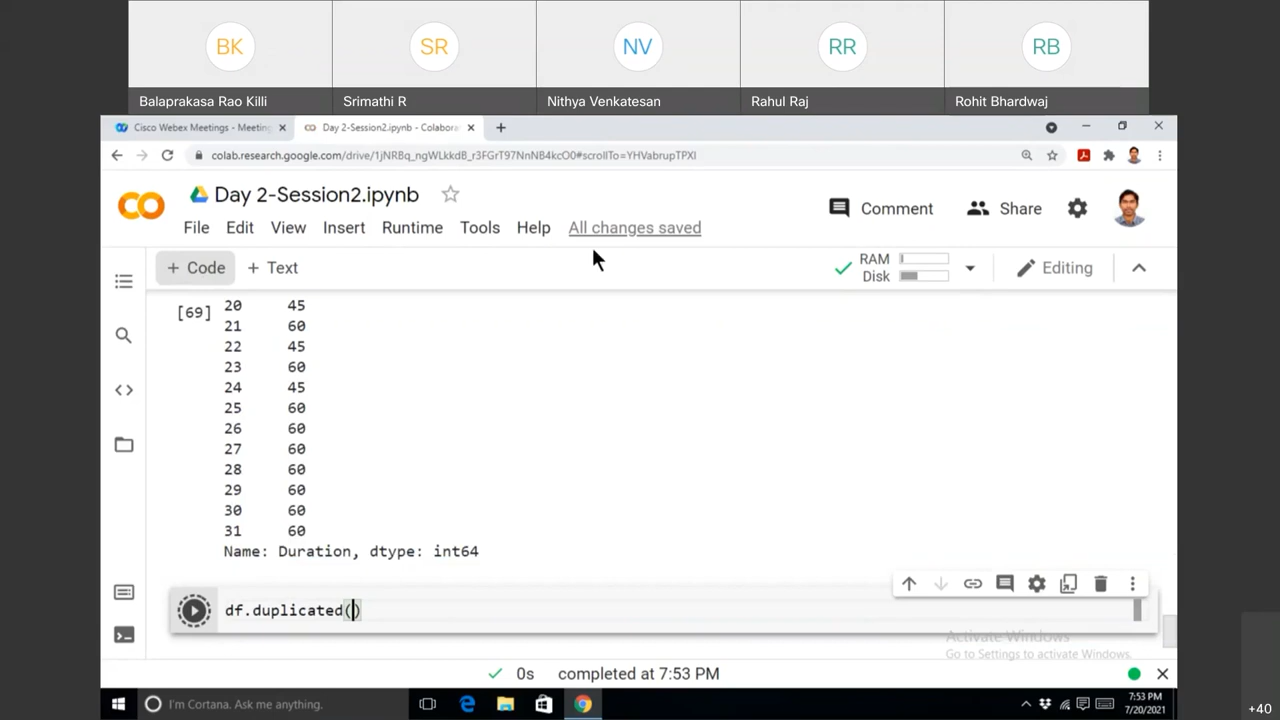 BK
SR
NV
RR
RB
Balaprakasa Rao Killi
Srimathi R
Nithya Venkatesan
Rahul Raj
Rohit Bhardwaj
Cisco Webex Meetings - Meeting
Day 2-Session2.ipynb - Colabora
colab.research.google.com/drive/1jNRBq_ngWLkkdB_r3FGrT97NnNB4kcO0#scrollTo=YHVabrupTPXI
Day 2-Session2.ipynb
Comment
Share
File Edit View Insert Runtime Tools Help All changes saved
+ Code + Text
RAM
Disk
Editing
[69]
20 45
21 60
22 45
23 60
24 45
25 60
26 60
27 60
28 60
29 60
30 60
31 60
Name: Duration, dtype: int64
df.duplicated()
Activate Windows
Go to Settings to activate Windows.
0s completed at 7:53 PM
I'm Cortana. Ask me anything.
7:53 PM
7/20/2021
+40